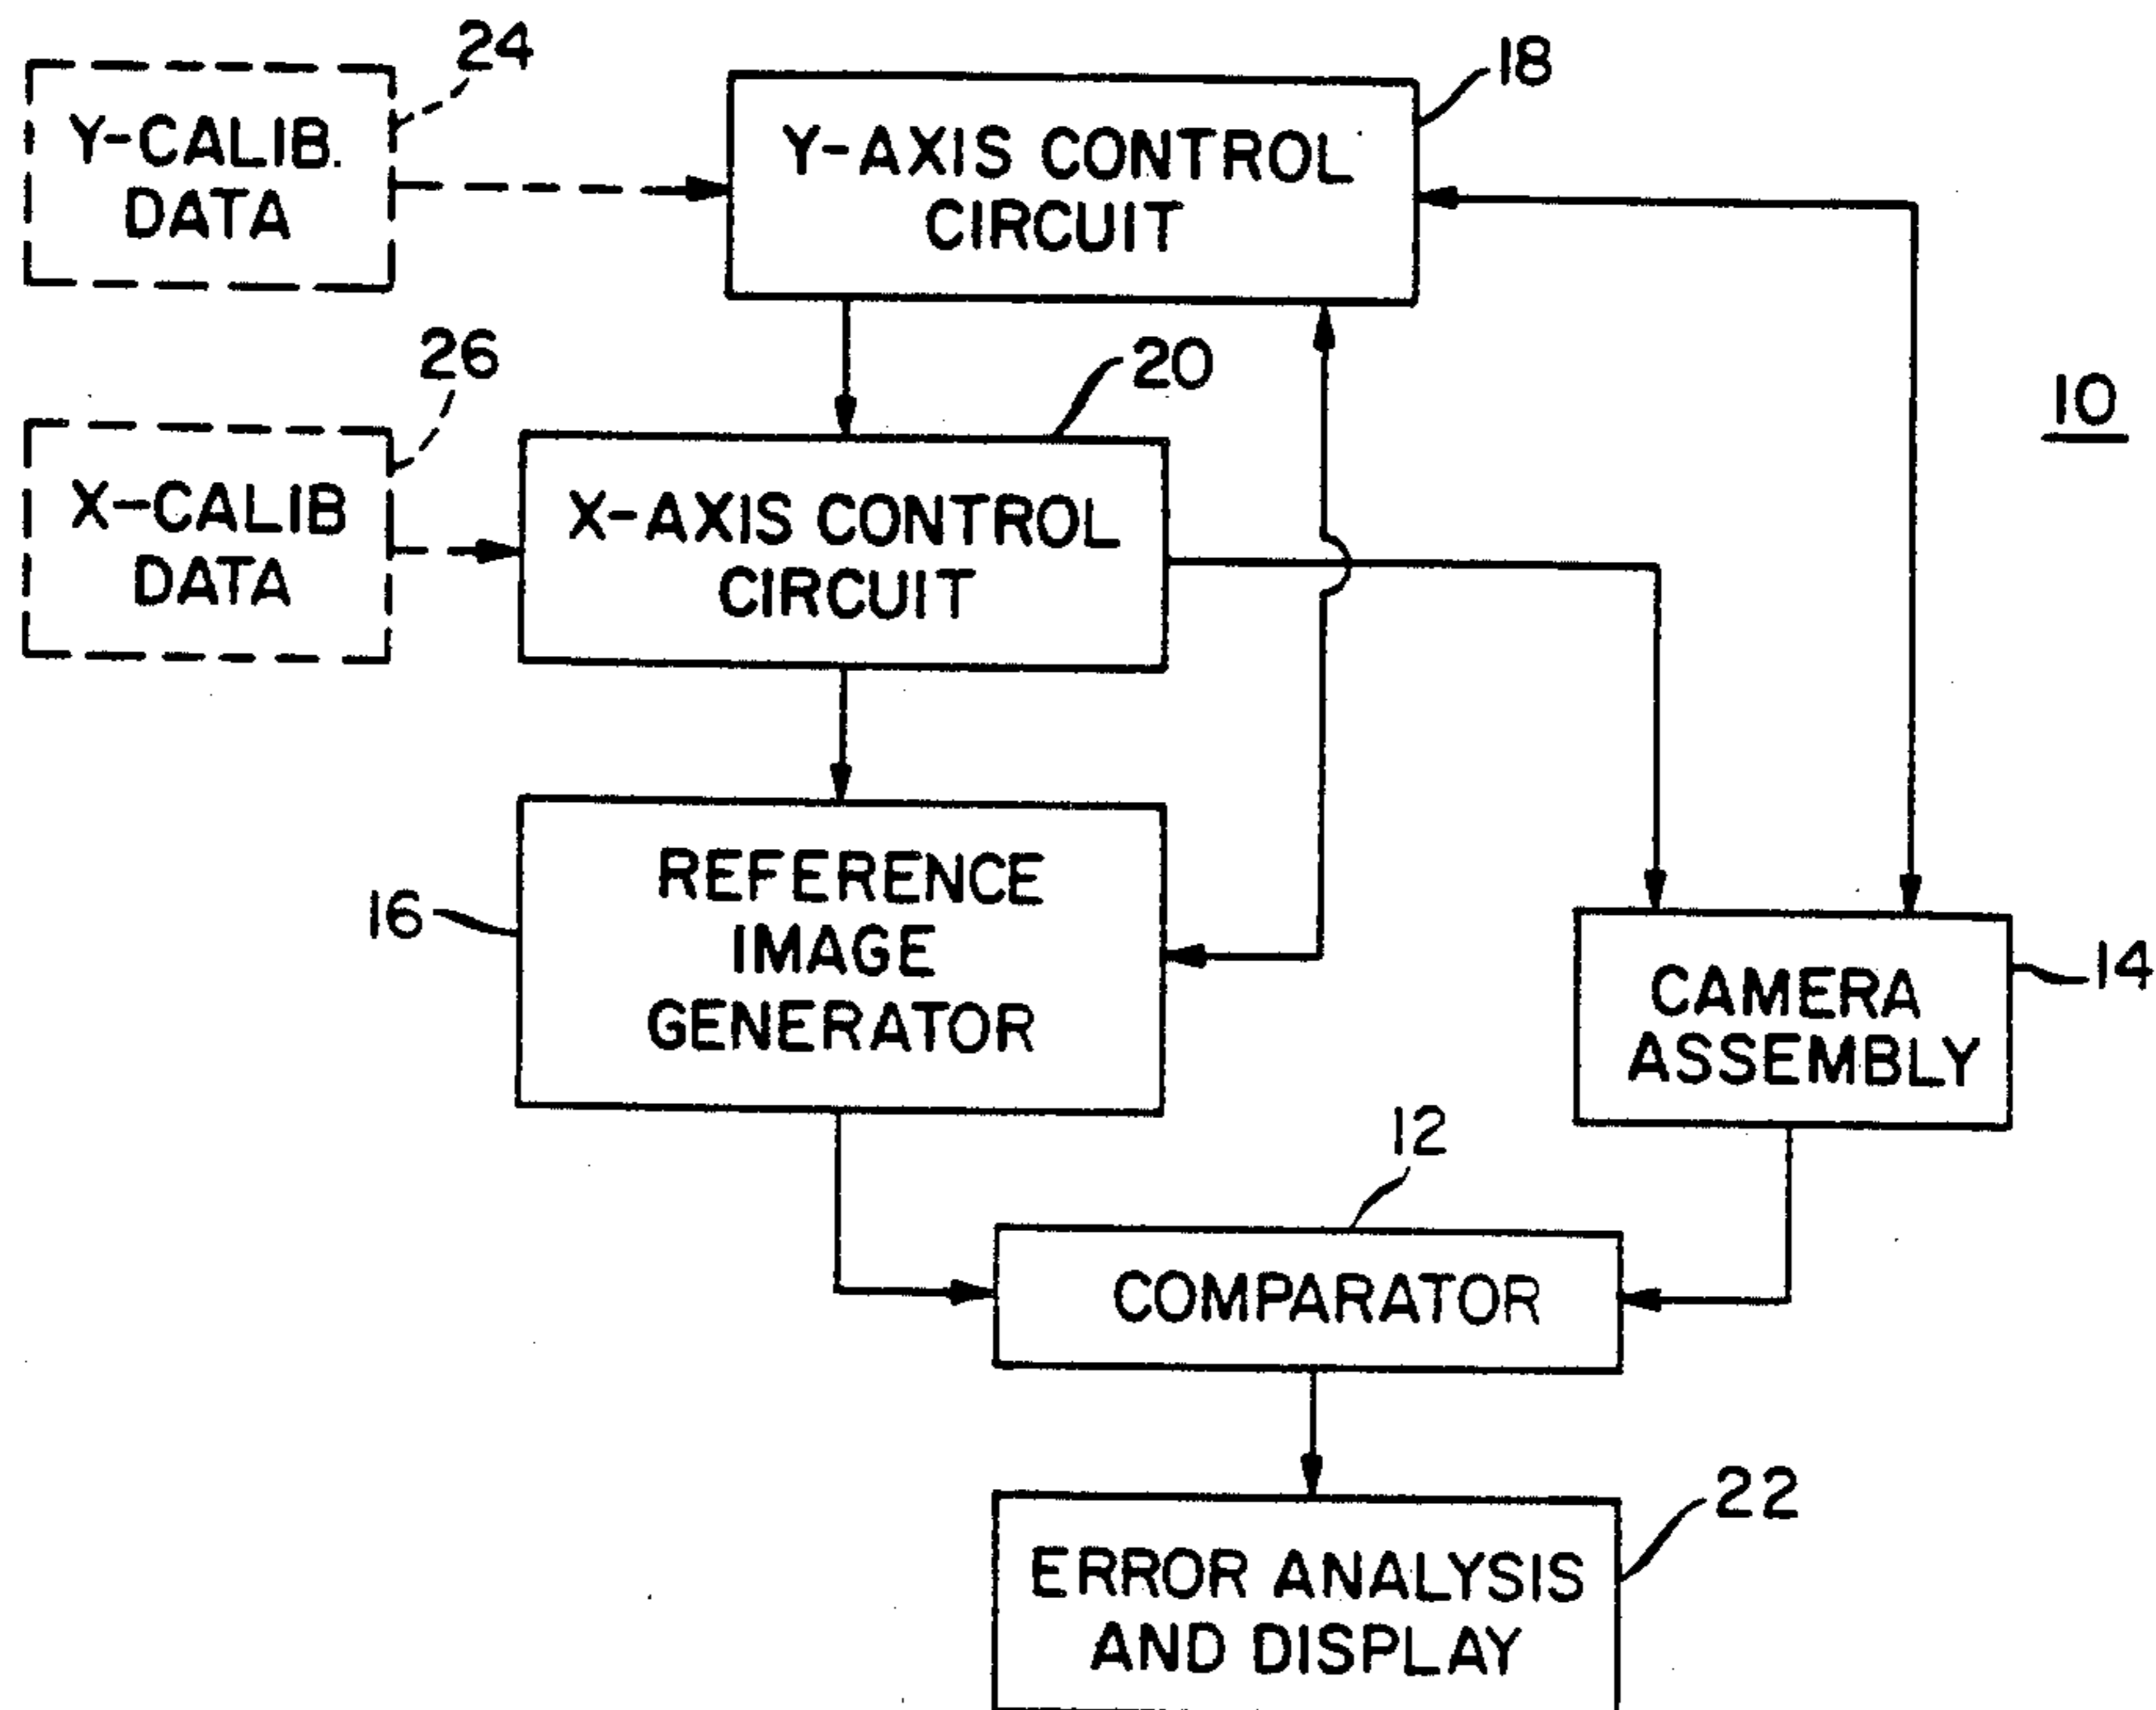 24
Y-CALIB.
DATA
18
Y-AXIS CONTROL
CIRCUIT
26
X-CALIB
DATA
20
X-AXIS CONTROL
CIRCUIT
10
16
REFERENCE
IMAGE
GENERATOR
14
CAMERA
ASSEMBLY
12
COMPARATOR
22
ERROR ANALYSIS
AND DISPLAY